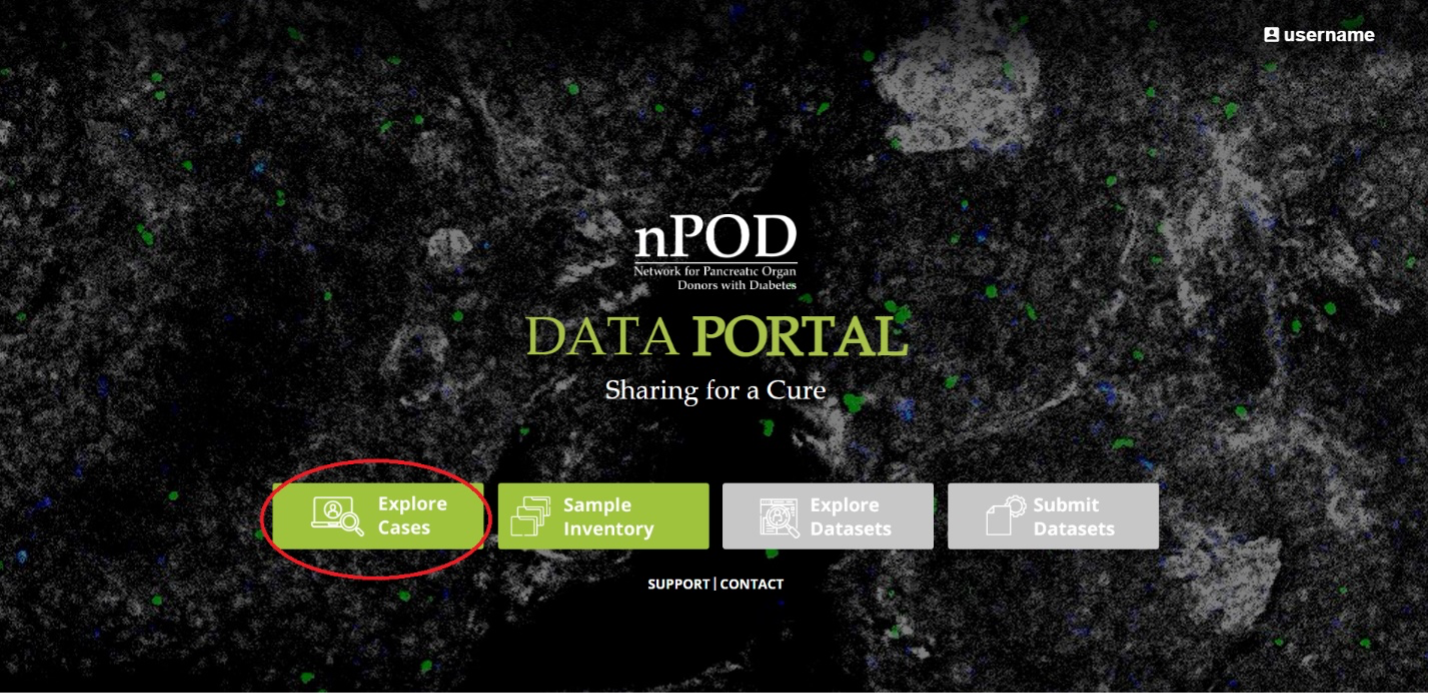 username
nPOD
Network for Pancreatic Organ
Donors with Diabetes
DATA PORTAL
Sharing for a Cure
Explore
Cases
Sample
Inventory
Explore
Datasets
Submit
Datasets
SUPPORT | CONTACT